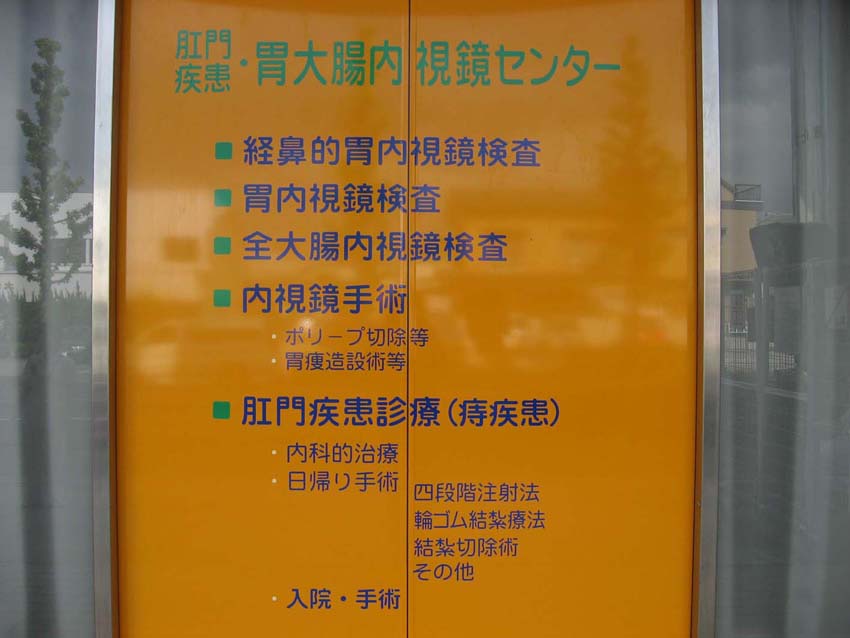 肛門疾患・胃大腸内視鏡センター
■ 経鼻的胃内視鏡検査
■ 胃内視鏡検査
■ 全大腸内視鏡検査
■ 内視鏡手術
・ポリープ切除等
・胃瘻造設術等
■ 肛門疾患診療(痔疾患)
・内科的治療
・日帰り手術
四段階注射法
輪ゴム結紮療法
結紮切除術
その他
・入院・手術